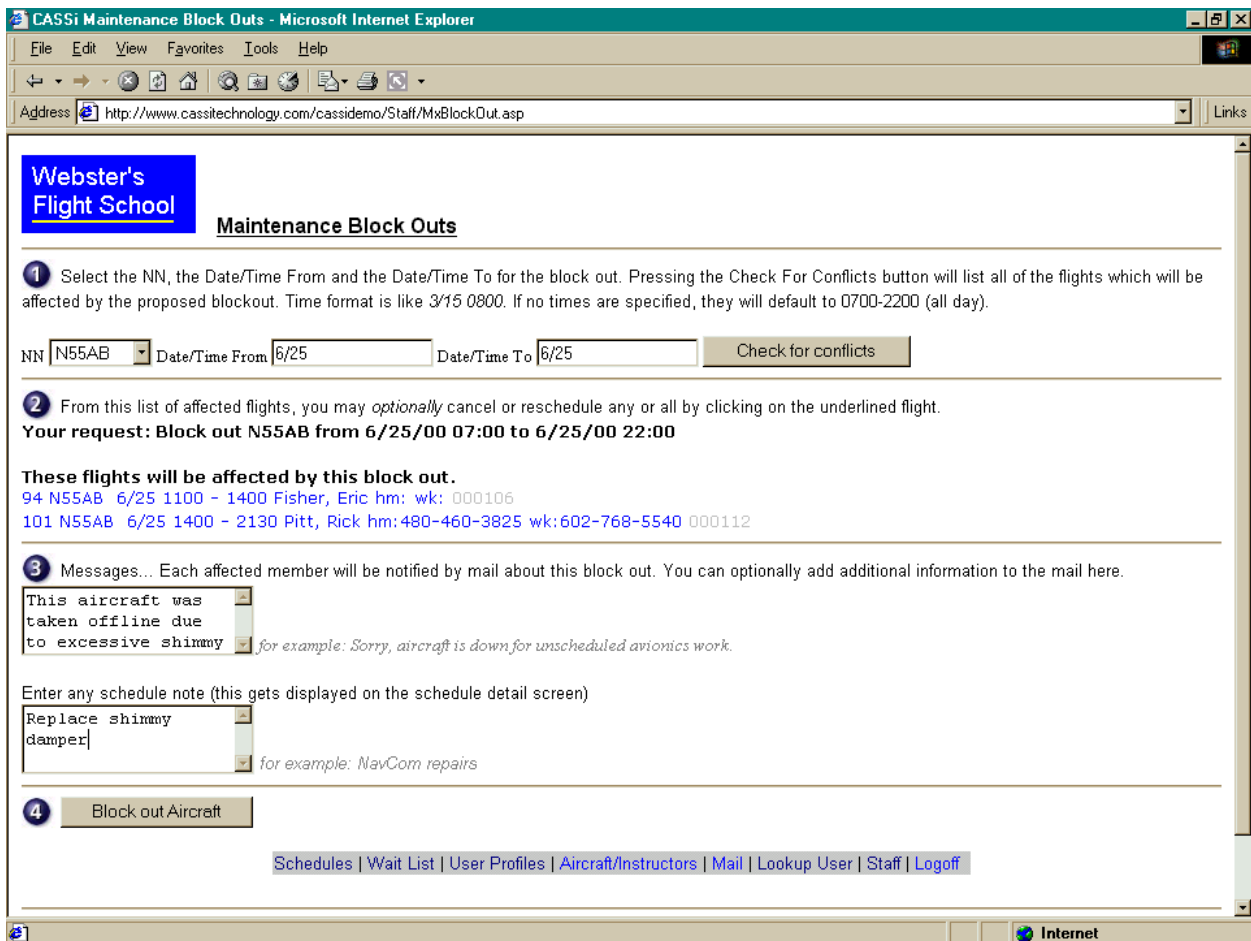 CASSi Maintenance Block Outs - Microsoft Internet Explorer
File Edit View Favorites Tools Help
Address http://www.cassitechnology.com/cassidemo/Staff/MxBlockOut.asp Links
Webster's
Flight School
Maintenance Block Outs
1 Select the NN, the Date/Time From and the Date/Time To for the block out. Pressing the Check For Conflicts button will list all of the flights which will be
affected by the proposed blockout. Time format is like 3/15 0800. If no times are specified, they will default to 0700-2200 (all day).
NN N55AB Date/Time From 6/25 Date/Time To 6/25 Check for conflicts
2 From this list of affected flights, you may optionally cancel or reschedule any or all by clicking on the underlined flight.
Your request: Block out N55AB from 6/25/00 07:00 to 6/25/00 22:00
These flights will be affected by this block out.
94 N55AB 6/25 1100 - 1400 Fisher, Eric hm: wk: 000106
101 N55AB 6/25 1400 - 2130 Pitt, Rick hm:480-460-3825 wk:602-768-5540 000112
3 Messages... Each affected member will be notified by mail about this block out. You can optionally add additional information to the mail here.
This aircraft was
taken offline due
to excessive shimmy for example: Sorry, aircraft is down for unscheduled avionics work.
Enter any schedule note (this gets displayed on the schedule detail screen)
Replace shimmy
damper
for example: NavCom repairs
4 Block out Aircraft
Schedules | Wait List | User Profiles | Aircraft/Instructors | Mail | Lookup User | Staff | Logoff
Internet